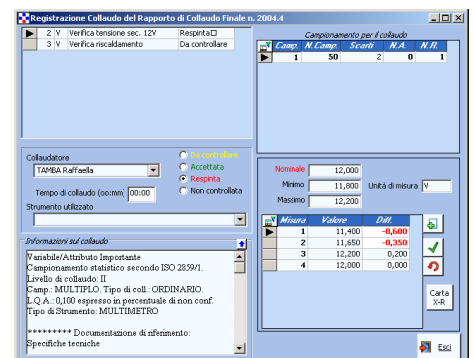 Registrazione Collaudo del Rapporto di Collaudo Finale n. 2004.4
2 V Verifica tensione sec. 12V Respinta
3 V Verifica riscaldamento Da controllare
Campionamento per il collaudo
Camp. N.Camp. Scarti N.A. N.R.
1 50 2 0 1
Collaudatore
TAMBA Raffaella
Tempo di collaudo (oo:mm) 00:00
Strumento utilizzato
Da controllare
Accettata
Respinta
Non controllata
Nominale 12,000
Minimo 11,800 Unità di misura V
Massimo 12,200
Misura Valore Diff.
1 11,400 -0,600
2 11,650 -0,350
3 12,200 0,200
4 12,000 0,000
Carta
X-R
Informazioni sul collaudo
Variabile/Attributo Importante
Campionamento statistico secondo ISO 2859/1.
Livello di collaudo: II
Camp.: MULTIPLO. Tipo di coll.: ORDINARIO.
L.Q.A.: 0,100 espresso in percentuale di non conf.
Tipo di Strumento: MULTIMETRO
********* Documentazione di riferimento:
Specifiche tecniche
Esci